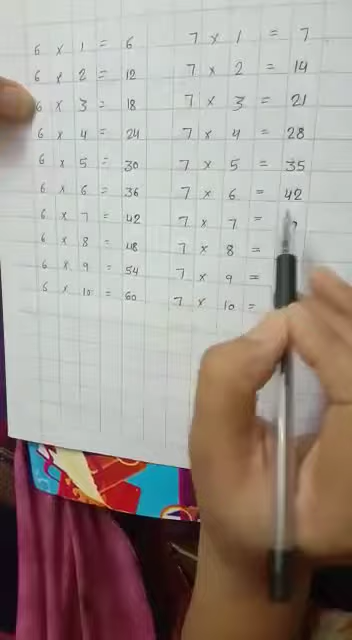 6 × 1 = 6 7 × 1 = 7
6 × 2 = 12 7 × 2 = 14
6 × 3 = 18 7 × 3 = 21
6 × 4 = 24 7 × 4 = 28
6 × 5 = 30 7 × 5 = 35
6 × 6 = 36 7 × 6 = 42
6 × 7 = 42 7 × 7 =
6 × 8 = 48 7 × 8 =
6 × 9 = 54 7 × 9 =
6 × 10 = 60 7 × 10 =